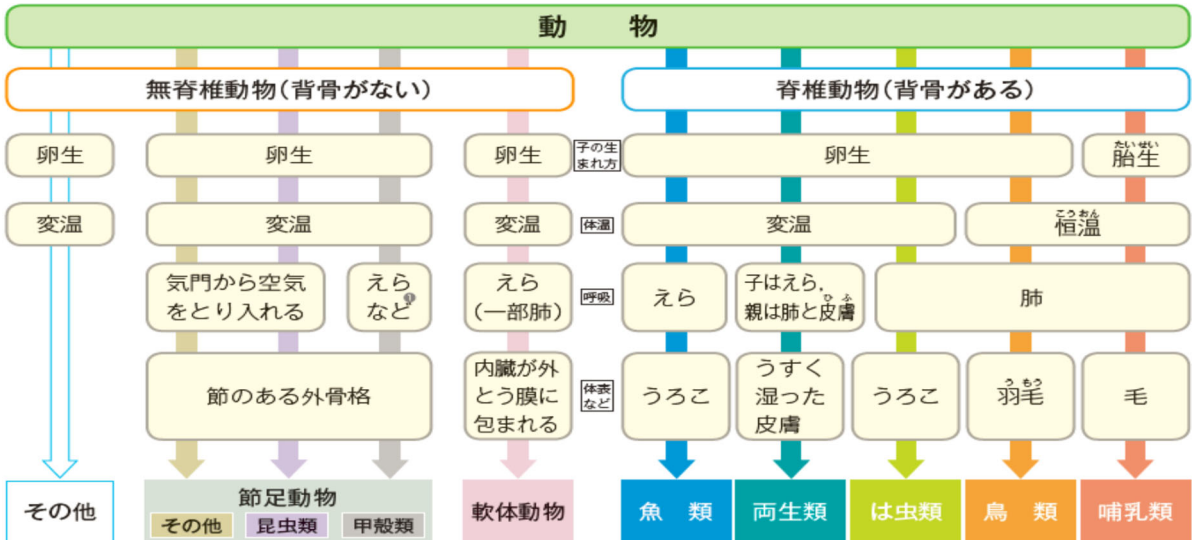 動　物
無脊椎動物(背骨がない)
脊椎動物(背骨がある)
卵生
卵生
卵生
子の生
まれ方
卵生
たいせい
胎生
変温
変温
変温
体温
変温
こうおん
恒温
気門から空気
をとり入れる
えら
など❶
えら
(一部肺)
呼吸
えら
子はえら,
親は肺と皮膚
ひふ
肺
節のある外骨格
内臓が外
とう膜に
包まれる
体表
など
うろこ
うすく
湿った
皮膚
うろこ
うもう
羽毛
毛
その他
節足動物
その他
昆虫類
甲殻類
軟体動物
魚　類
両生類
は虫類
鳥　類
哺乳類